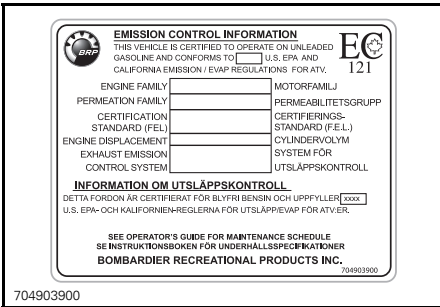 EMISSION CONTROL INFORMATION
THIS VEHICLE IS CERTIFIED TO OPERATE ON UNLEADED
GASOLINE AND CONFORMS TO U.S. EPA AND
CALIFORNIA EMISSION / EVAP REGULATIONS FOR ATV.
BRP
EC
121
ENGINE FAMILY MOTORFAMILJ
PERMEATION FAMILY PERMEABILITETSGRUPP
CERTIFICATION CERTIFIERINGS-
STANDARD (FEL) STANDARD (F.E.L.)
ENGINE DISPLACEMENT CYLINDERVOLYM
EXHAUST EMISSION SYSTEM FÖR
CONTROL SYSTEM UTSLÄPPSKONTROLL
INFORMATION OM UTSLÄPPSKONTROLL
DETTA FORDON ÄR CERTIFIERAT FÖR BLYFRI BENSIN OCH UPPFYLLER xxxx
U.S. EPA- OCH KALIFORNIEN-REGLERNA FÖR UTSLÄPP/EVAP FÖR ATV:ER.
SEE OPERATOR'S GUIDE FOR MAINTENANCE SCHEDULE
SE INSTRUKTIONSBOKEN FÖR UNDERHÅLLSSPECIFIKATIONER
BOMBARDIER RECREATIONAL PRODUCTS INC.
704903900
704903900